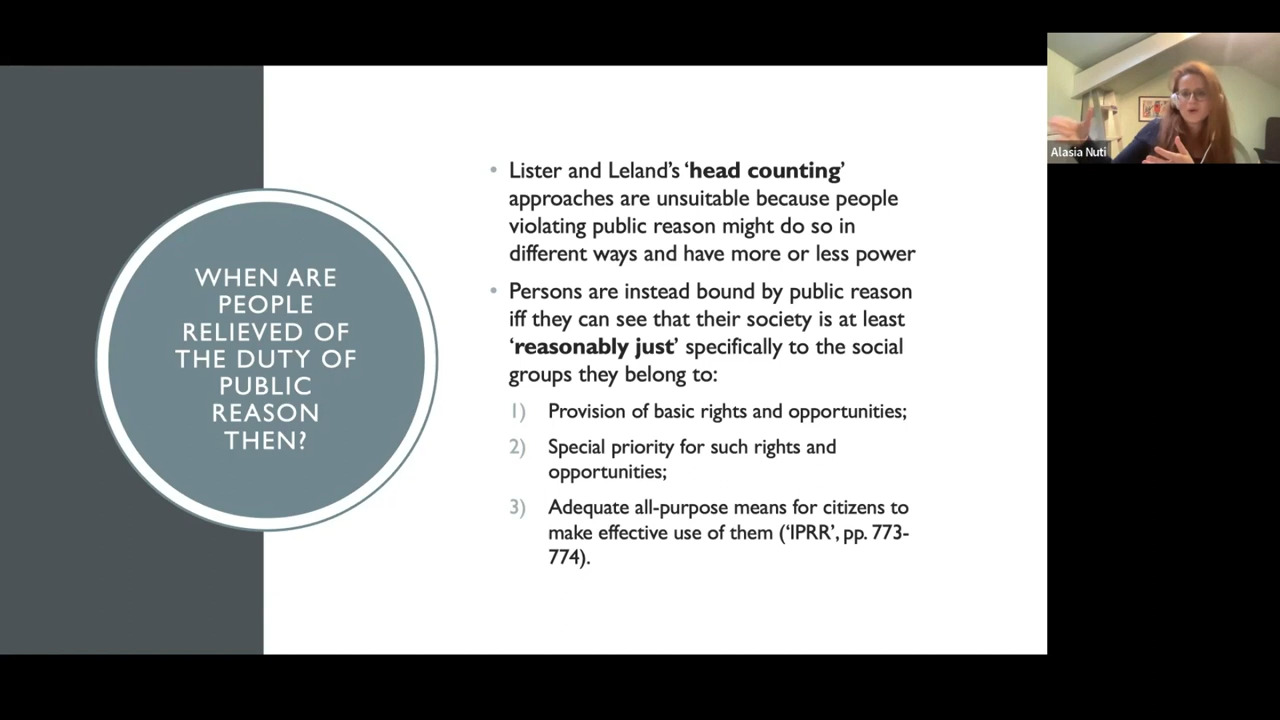 WHEN ARE
PEOPLE
RELIEVED OF
THE DUTY OF
PUBLIC
REASON
THEN?
• Lister and Leland’s ‘head counting’
approaches are unsuitable because people
violating public reason might do so in
different ways and have more or less power
• Persons are instead bound by public reason
iff they can see that their society is at least
‘reasonably just’ specifically to the social
groups they belong to:
1) Provision of basic rights and opportunities;
2) Special priority for such rights and
opportunities;
3) Adequate all-purpose means for citizens to
make effective use of them (‘IPRR’, pp. 773-
774).
Alasia Nuti